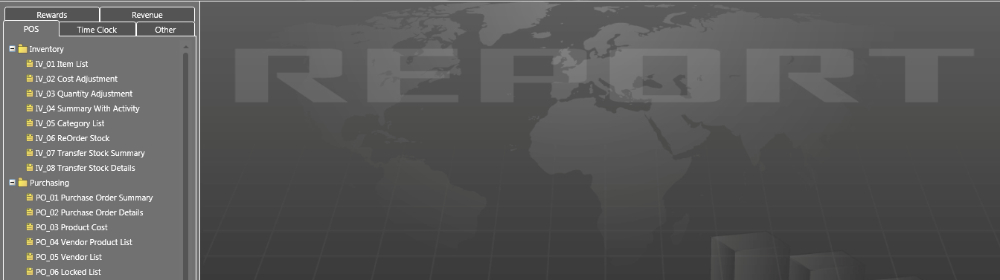 Rewards Revenue
POS Time Clock Other
Inventory
IV_01 Item List
IV_02 Cost Adjustment
IV_03 Quantity Adjustment
IV_04 Summary With Activity
IV_05 Category List
IV_06 ReOrder Stock
IV_07 Transfer Stock Summary
IV_08 Transfer Stock Details
Purchasing
PO_01 Purchase Order Summary
PO_02 Purchase Order Details
PO_03 Product Cost
PO_04 Vendor Product List
PO_05 Vendor List
PO_06 Locked List
REPORT